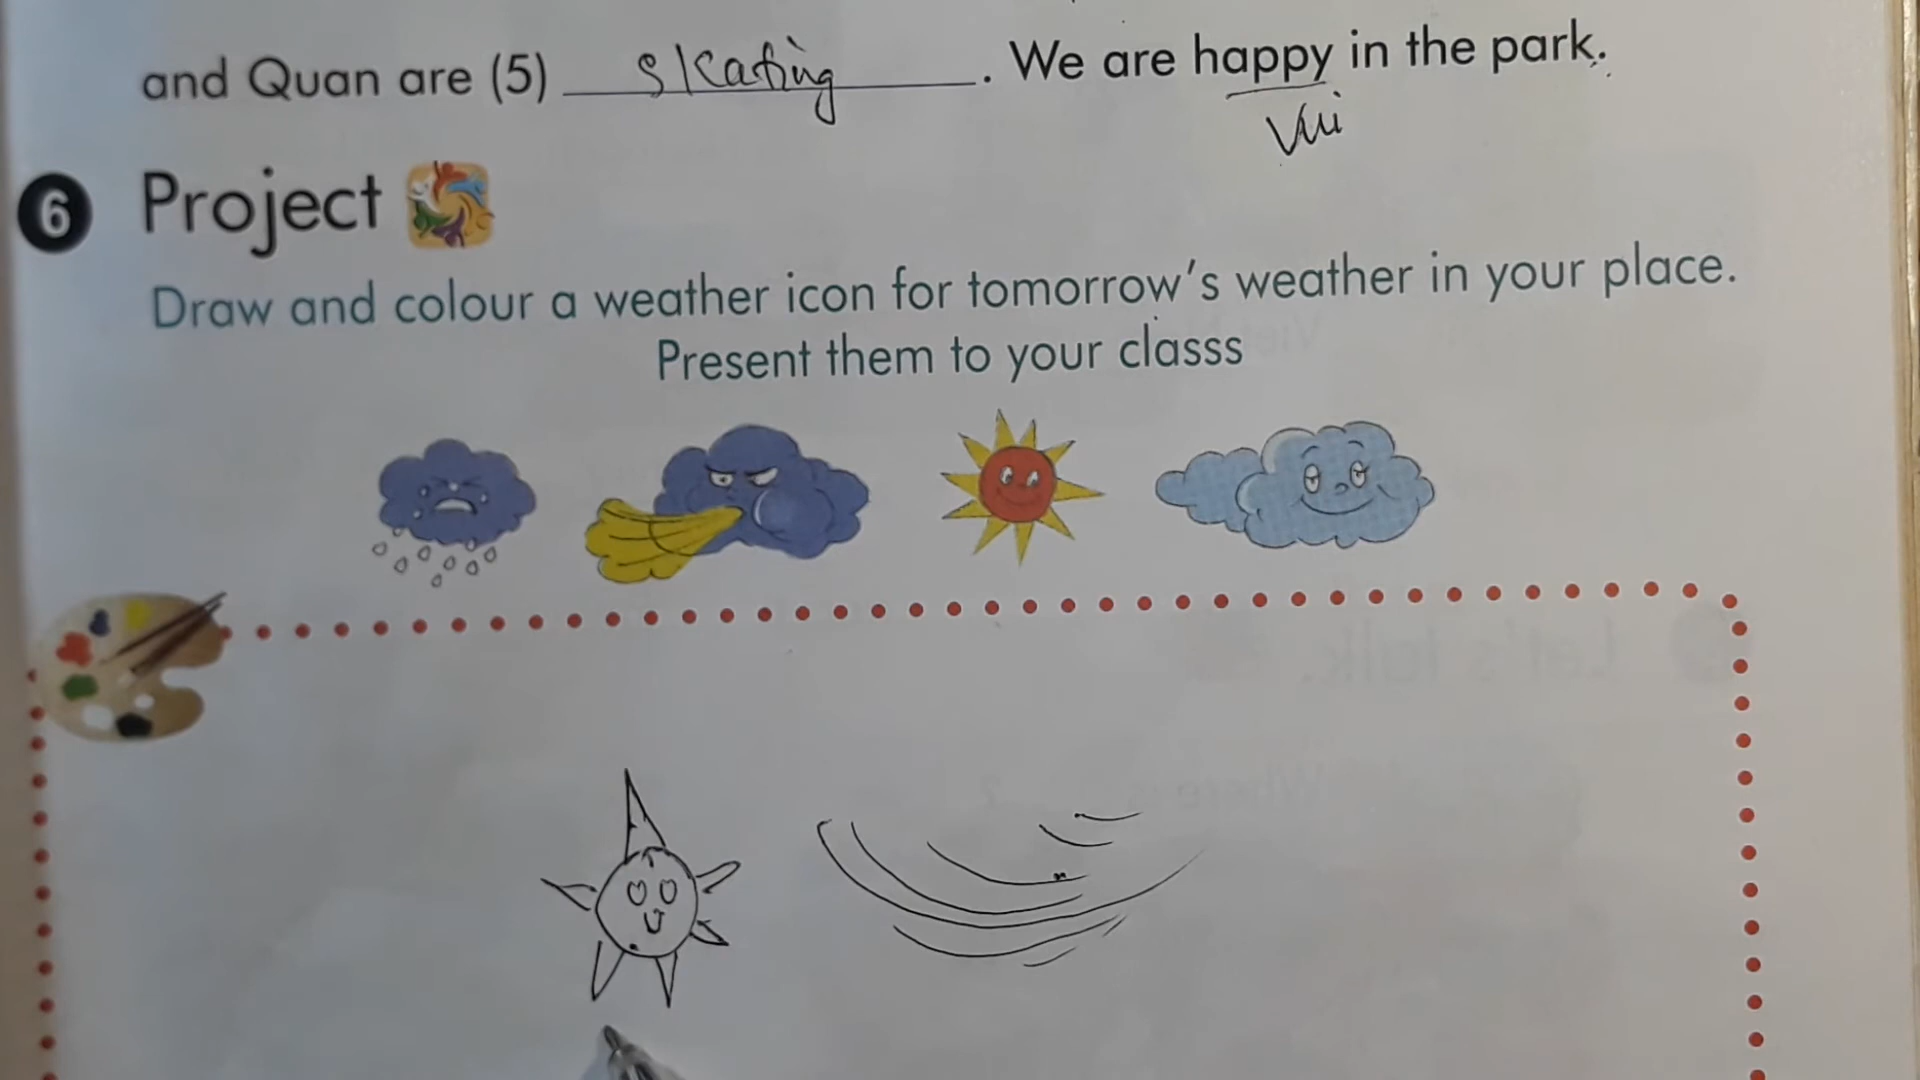 and Quan are (5) skating. We are happy in the park.
vui
6 Project
Draw and colour a weather icon for tomorrow's weather in your place.
Present them to your classs